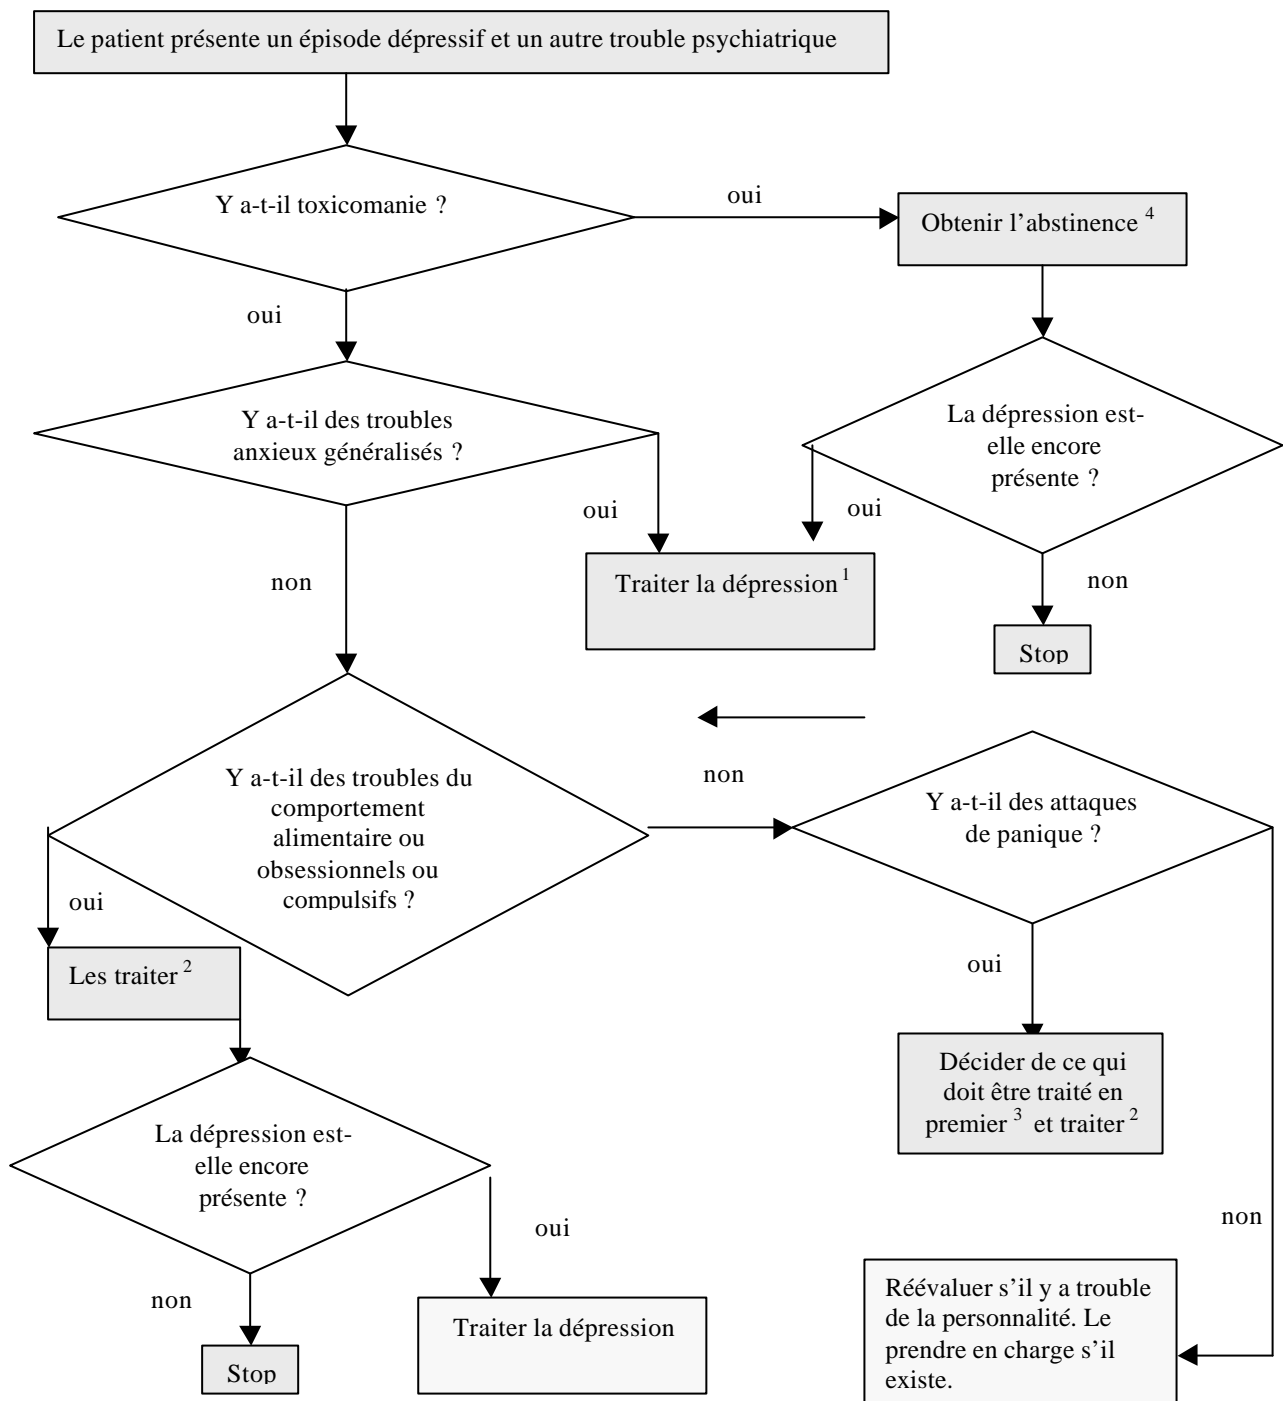 Le patient présente un épisode dépressif et un autre trouble psychiatrique
Y a-t-il toxicomanie ?
oui
Obtenir l’abstinence 4
oui
Y a-t-il des troubles
anxieux généralisés ?
La dépression est-
elle encore
présente ?
oui
oui
non
Traiter la dépression 1
non
Stop
Y a-t-il des troubles du
comportement
alimentaire ou
obsessionnels ou
compulsifs ?
non
Y a-t-il des attaques
de panique ?
oui
Les traiter 2
oui
Décider de ce qui
doit être traité en
premier 3 et traiter 2
La dépression est-
elle encore
présente ?
oui
non
non
Stop
Traiter la dépression
Réévaluer s’il y a trouble
de la personnalité. Le
prendre en charge s’il
existe.